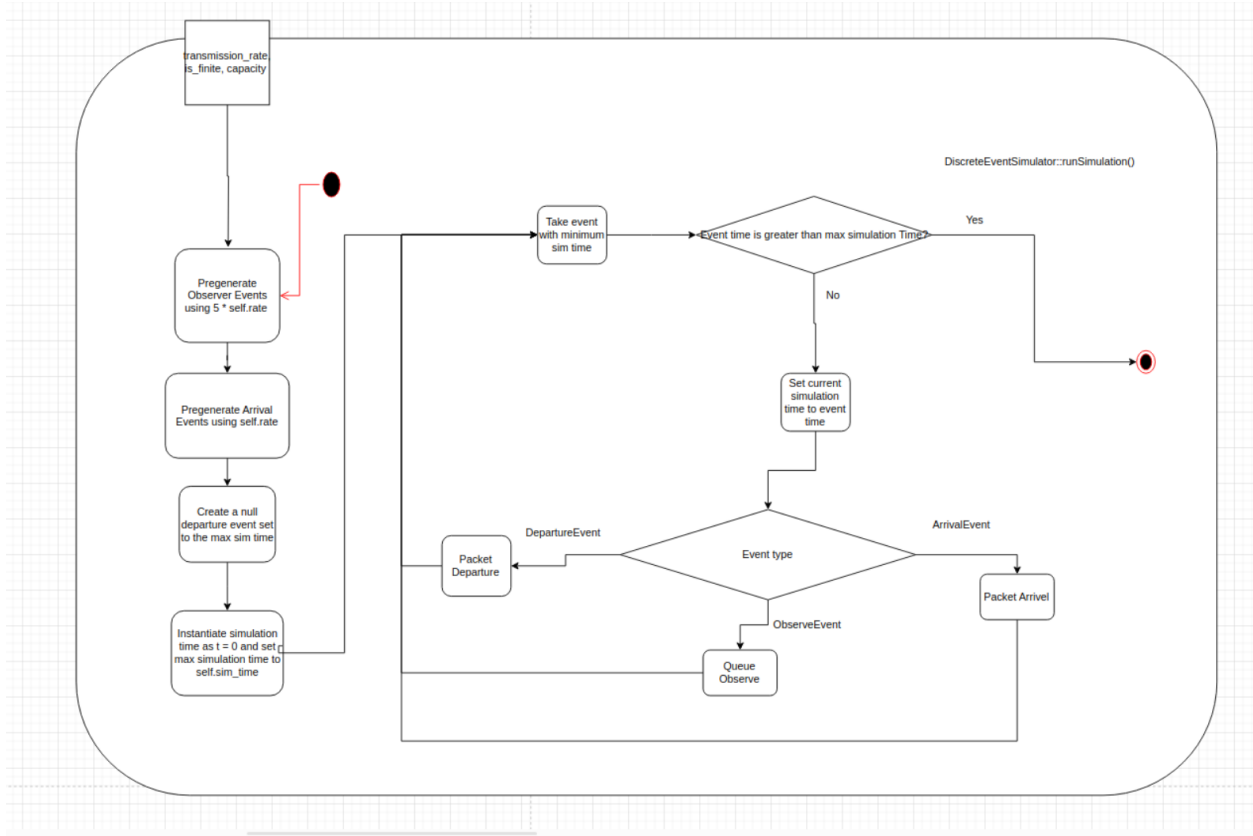 transmission_rate,
is_finite, capacity
DiscreteEventSimulator::runSimulation()
Take event
with minimum
sim time
Event time is greater than max simulation Time?
Yes
No
Pregenerate
Observer Events
using 5 * self.rate
Pregenerate Arrival
Events using self.rate
Set current
simulation
time to event
time
Create a null
departure event set
to the max sim time
DepartureEvent
ArrivalEvent
Event type
Packet
Departure
Packet Arrivel
ObserveEvent
Instantiate simulation
time as t = 0 and set
max simulation time to
self.sim_time
Queue
Observe